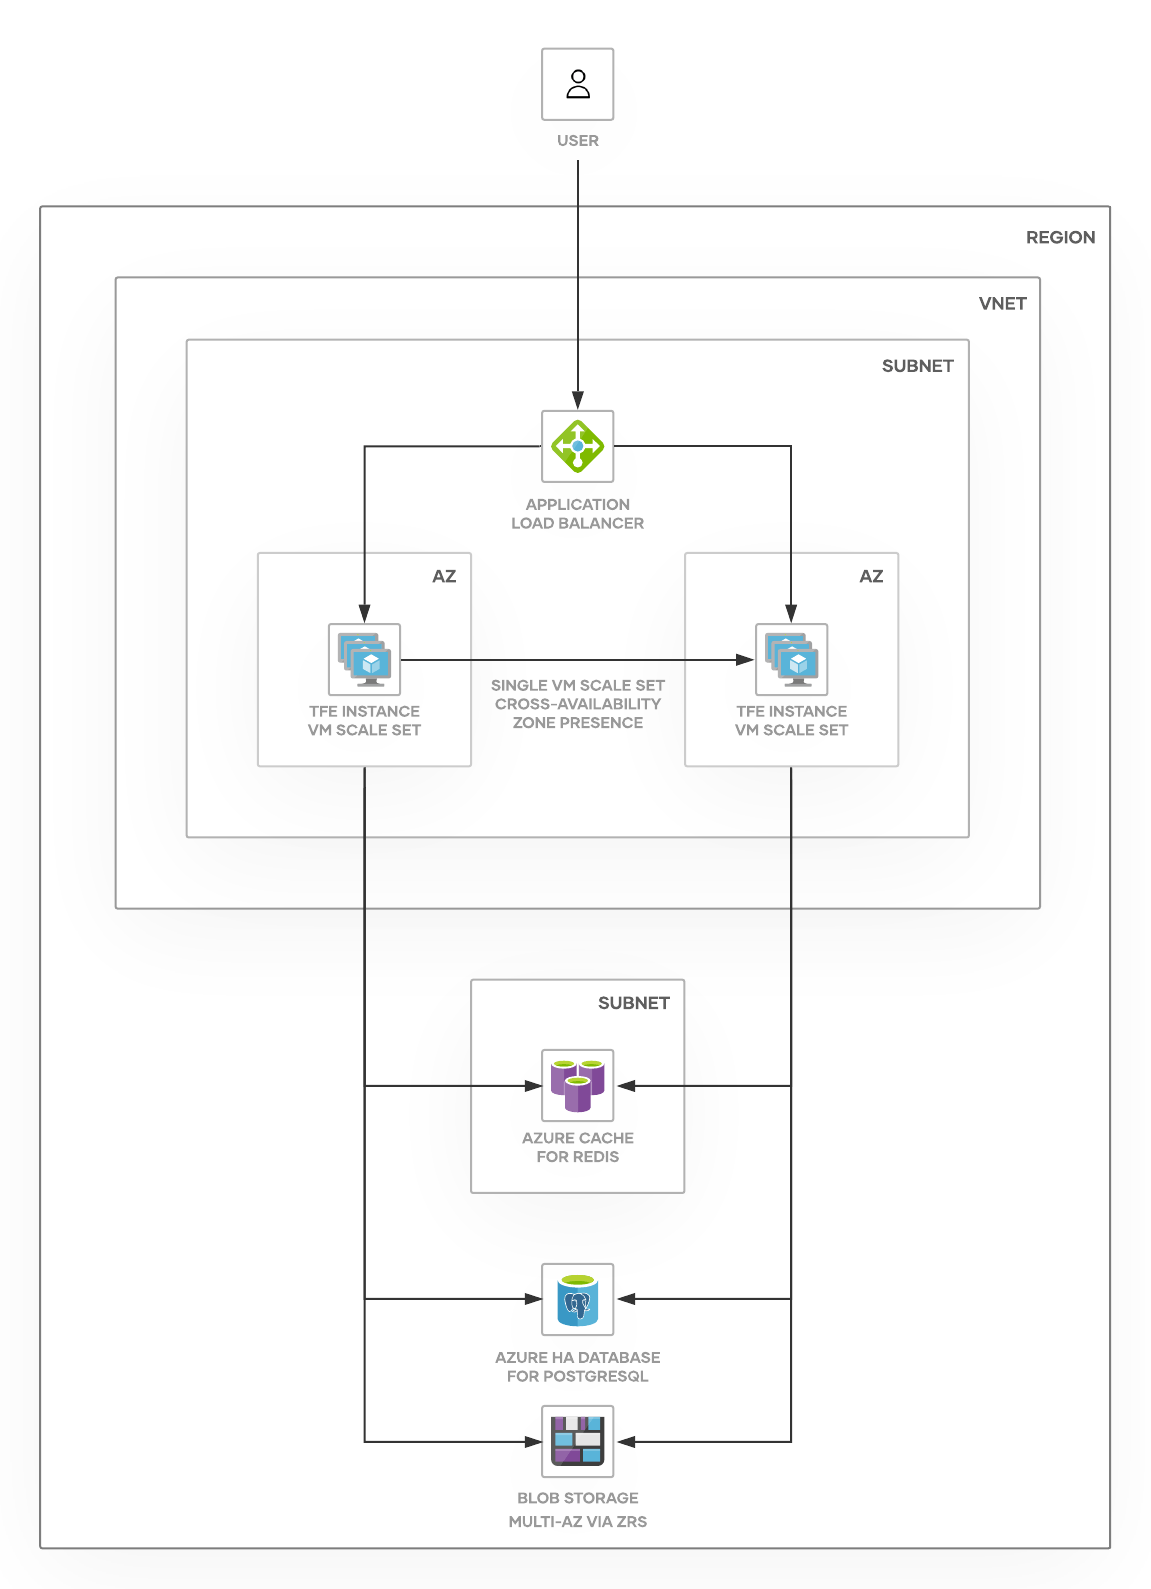 USER
REGION
VNET
SUBNET
APPLICATION
LOAD BALANCER
AZ
AZ
TFE INSTANCE
VM SCALE SET
SINGLE VM SCALE SET
CROSS-AVAILABILITY
ZONE PRESENCE
TFE INSTANCE
VM SCALE SET
SUBNET
AZURE CACHE
FOR REDIS
AZURE HA DATABASE
FOR POSTGRESQL
BLOB STORAGE
MULTI-AZ VIA ZRS